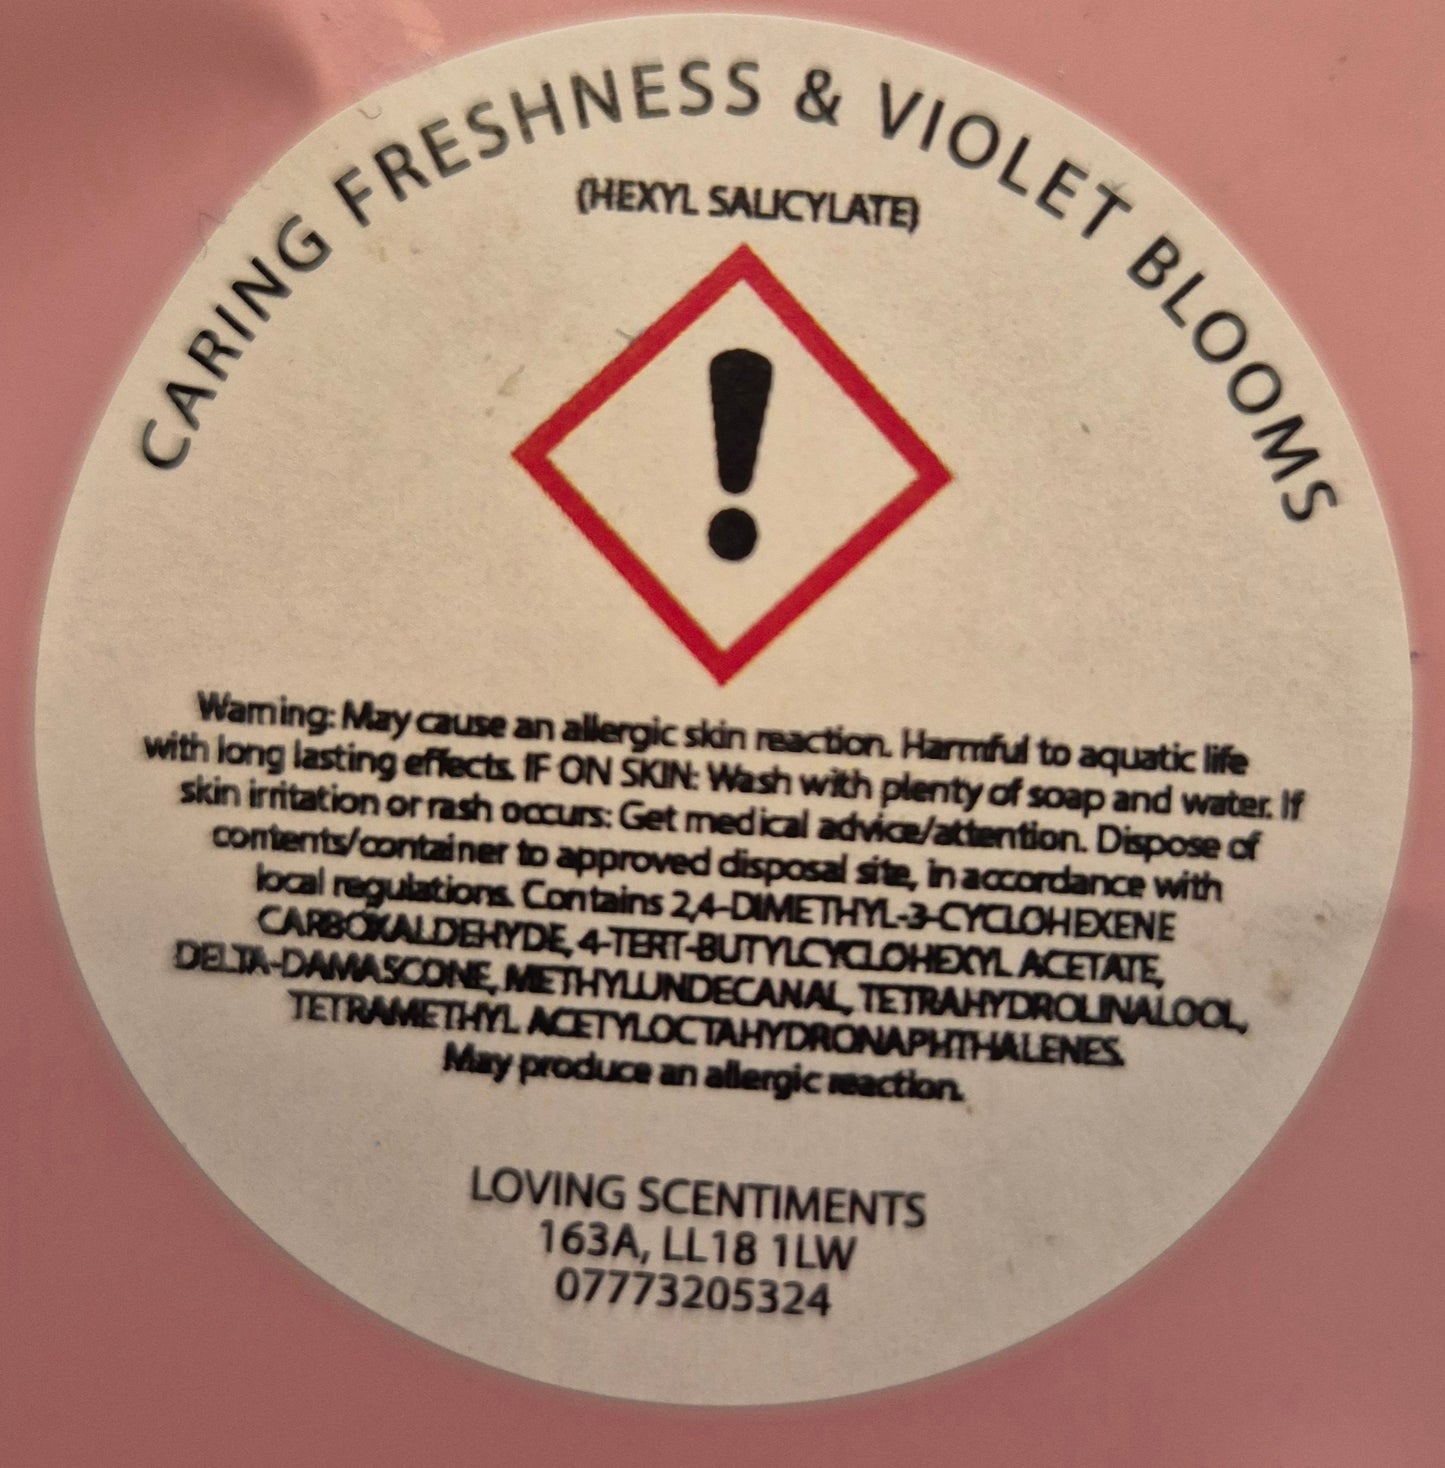 CARING FRESHNESS & VIOLET BLOOMS
(HEXYL SALICYLATE)
!
Warning: May cause an allergic skin reaction. Harmful to aquatic life
with long lasting effects. IF ON SKIN: Wash with plenty of soap and water. If
skin irritation or rash occurs: Get medical advice/attention. Dispose of
contents/container to approved disposal site, in accordance with
local regulations. Contains 2,4-DIMETHYL-3-CYCLOHEXENE
CARBOXALDEHYDE, 4-TERT-BUTYLCYCLOHEXYL ACETATE,
DELTA-DAMASCONE, METHYLUNDECANAL, TETRAHYDROLINALOOL,
TETRAMETHYL ACETYLOCTAHYDRONAPHTHALENES.
May produce an allergic reaction.
LOVING SCENTIMENTS
163A, LL18 1LW
07773205324